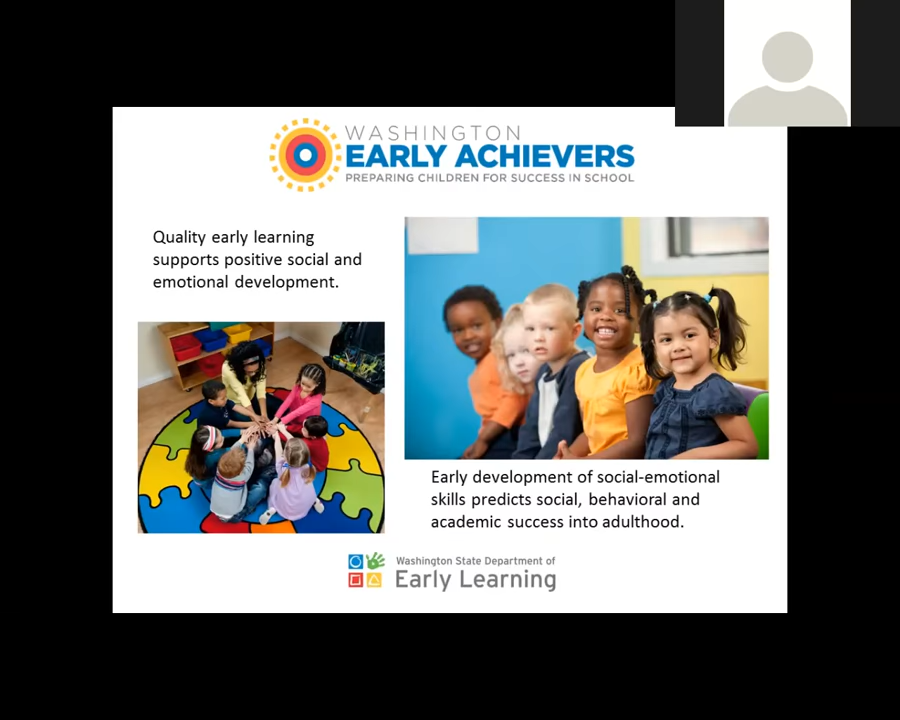 WASHINGTON
EARLY ACHIEVERS
PREPARING CHILDREN FOR SUCCESS IN SCHOOL
Quality early learning
supports positive social and
emotional development.
Early development of social-emotional
skills predicts social, behavioral and
academic success into adulthood.
Washington State Department of
Early Learning